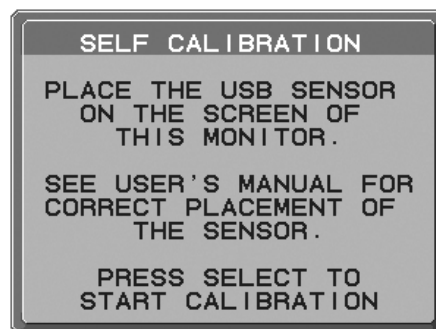 SELF CALIBRATION
PLACE THE USB SENSOR
ON THE SCREEN OF
THIS MONITOR.
SEE USER'S MANUAL FOR
CORRECT PLACEMENT OF
THE SENSOR.
PRESS SELECT TO
START CALIBRATION